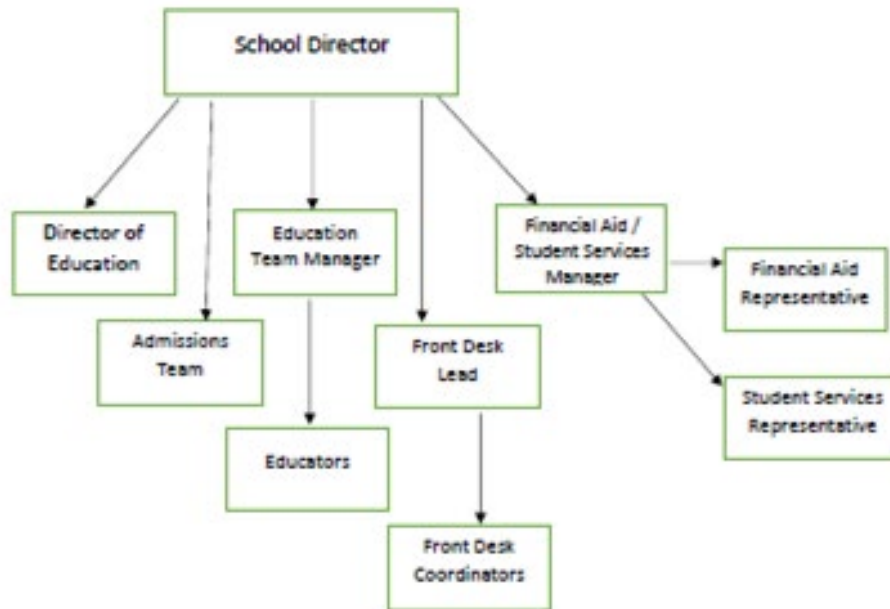 School Director
Director of
Education
Education
Team Manager
Financial Aid /
Student Services
Manager
Financial Aid
Representative
Admissions
Team
Front Desk
Lead
Student Services
Representative
Educators
Front Desk
Coordinators